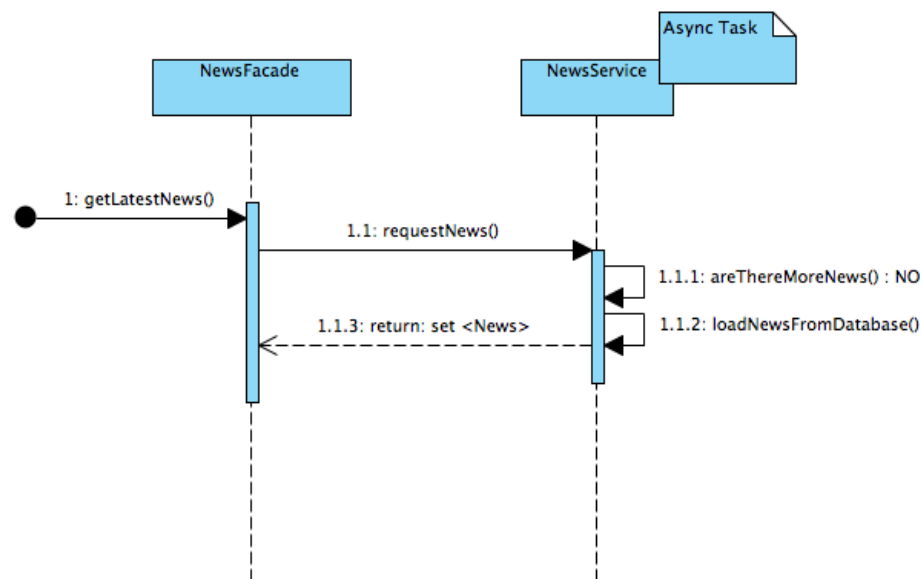 Async Task
NewsFacade
NewsService
1: getLatestNews()
1.1: requestNews()
1.1.1: areThereMoreNews() : NO
1.1.2: loadNewsFromDatabase()
1.1.3: return: set <News>